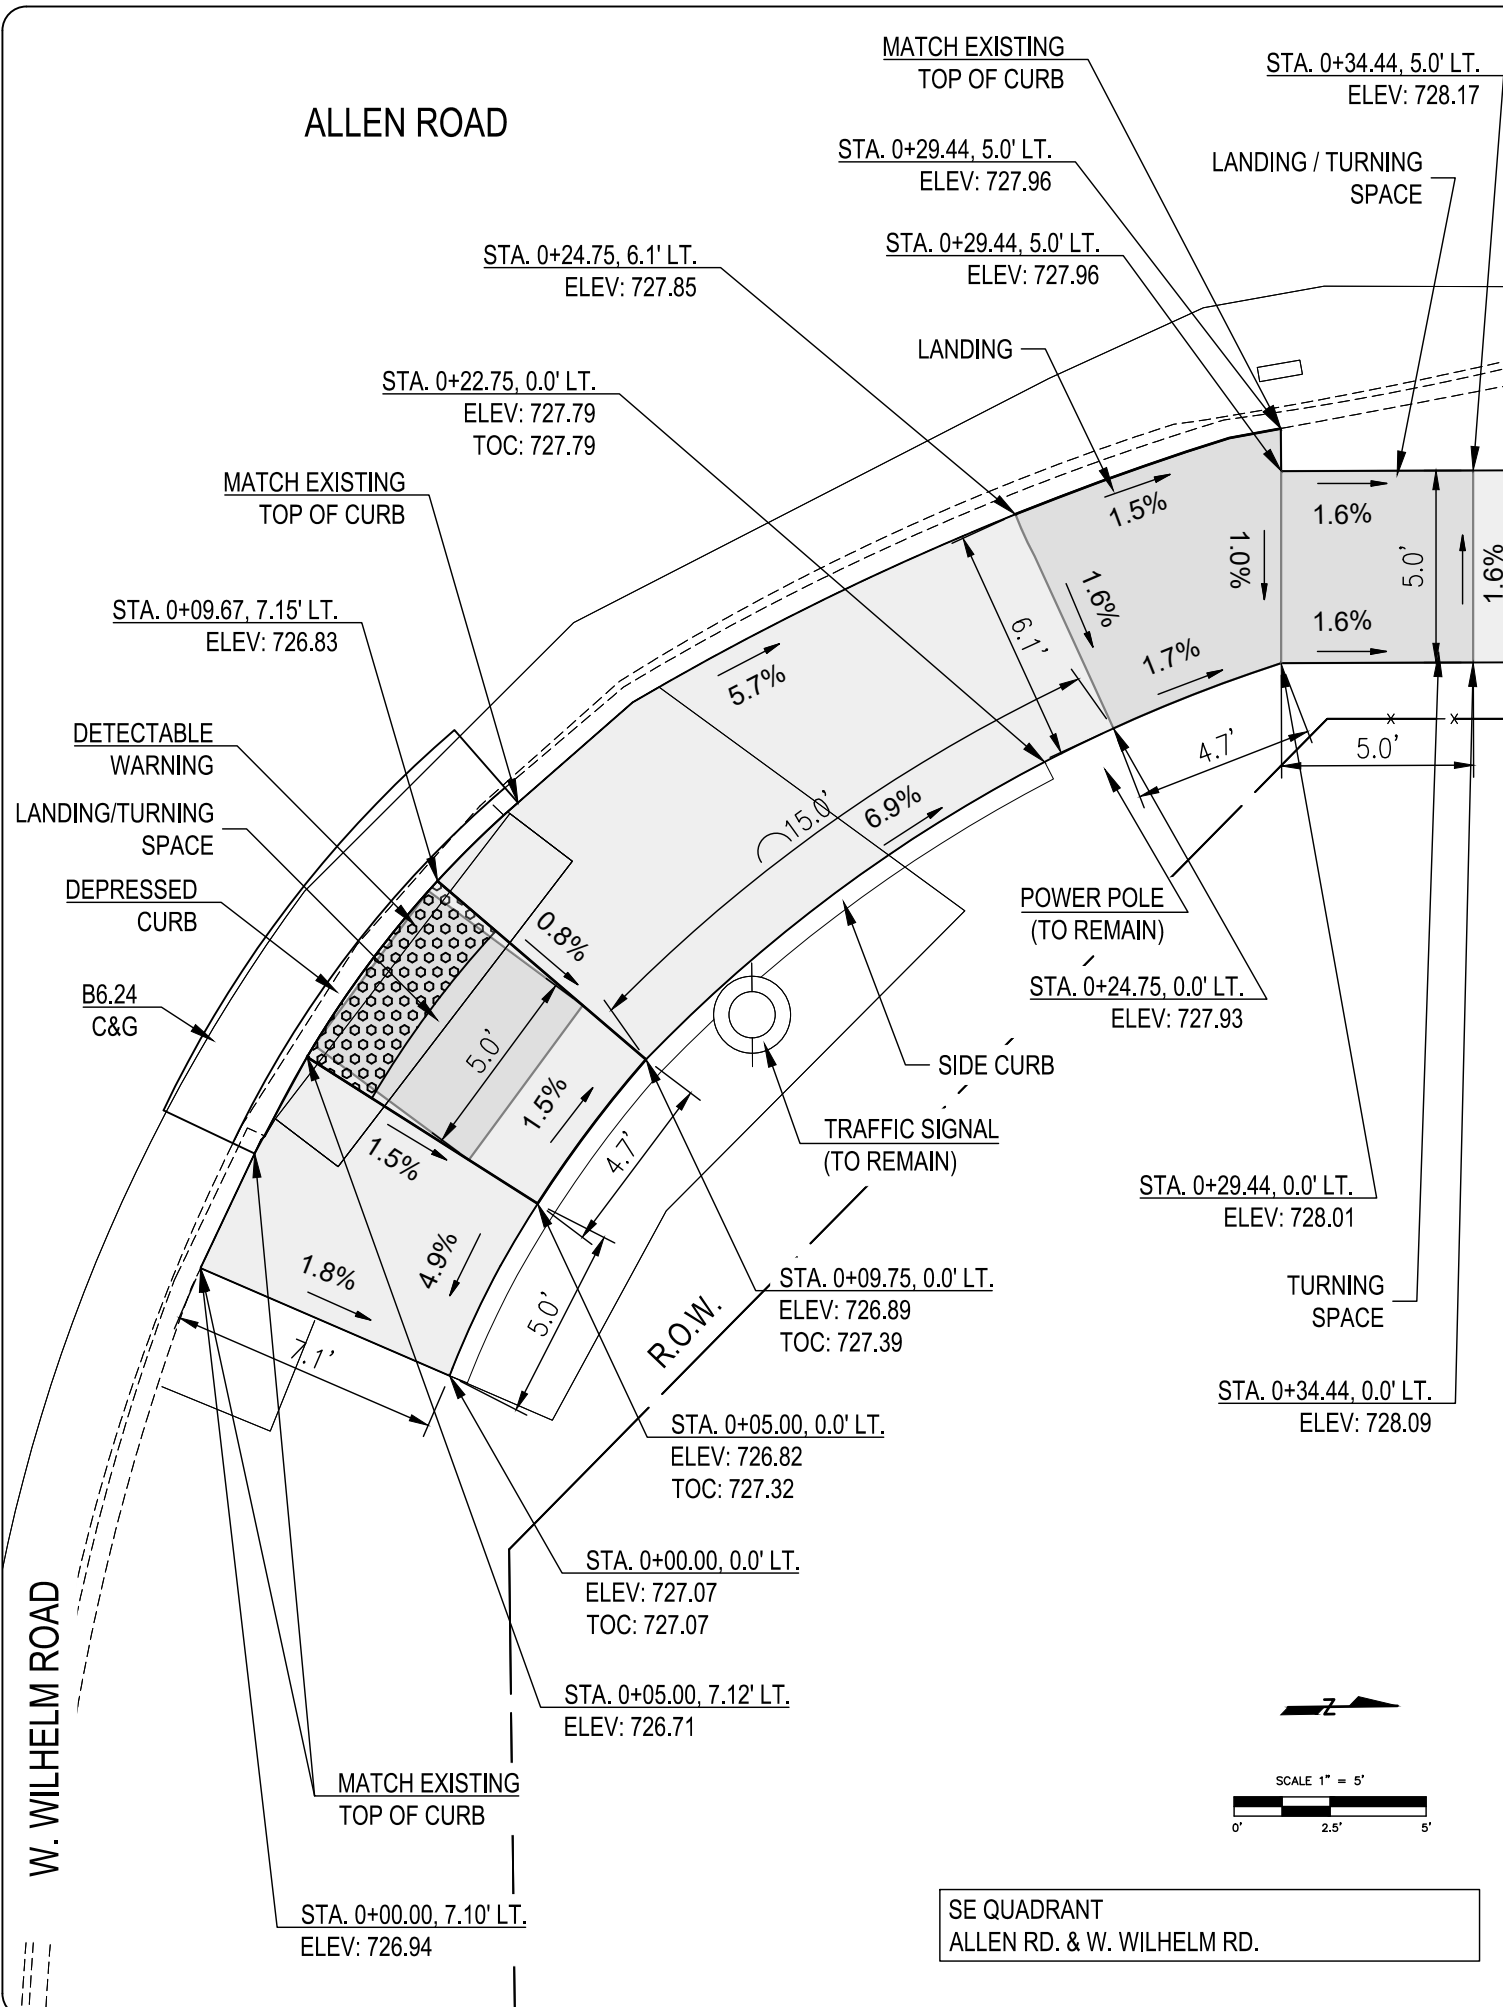 MATCH EXISTING
TOP OF CURB
STA. 0+34.44, 5.0' LT.
ELEV: 728.17
ALLEN ROAD
STA. 0+29.44, 5.0' LT.
ELEV: 727.96
LANDING / TURNING
SPACE
STA. 0+24.75, 6.1' LT.
ELEV: 727.85
STA. 0+29.44, 5.0' LT.
ELEV: 727.96
LANDING
STA. 0+22.75, 0.0' LT.
ELEV: 727.79
TOC: 727.79
MATCH EXISTING
TOP OF CURB
1.5%
1.6%
1.0%
5.0'
1.6%
1.6%
STA. 0+09.67, 7.15' LT.
ELEV: 726.83
6.1'
1.6%
1.7%
5.7%
DETECTABLE
WARNING
4.7'
x
x
5.0'
LANDING/TURNING
SPACE
15.0'
6.9%
DEPRESSED
CURB
0.8%
POWER POLE
(TO REMAIN)
B6.24
C&G
STA. 0+24.75, 0.0' LT.
ELEV: 727.93
5.0'
SIDE CURB
1.5%
TRAFFIC SIGNAL
(TO REMAIN)
1.5%
4.7'
STA. 0+29.44, 0.0' LT.
ELEV: 728.01
4.9%
1.8%
STA. 0+09.75, 0.0' LT.
ELEV: 726.89
TOC: 727.39
TURNING
SPACE
5.0'
R.O.W.
7.1'
STA. 0+34.44, 0.0' LT.
ELEV: 728.09
STA. 0+05.00, 0.0' LT.
ELEV: 726.82
TOC: 727.32
STA. 0+00.00, 0.0' LT.
ELEV: 727.07
TOC: 727.07
W. WILHELM ROAD
STA. 0+05.00, 7.12' LT.
ELEV: 726.71
Z
MATCH EXISTING
TOP OF CURB
SCALE 1" = 5'
0' 2.5' 5'
STA. 0+00.00, 7.10' LT.
ELEV: 726.94
SE QUADRANT
ALLEN RD. & W. WILHELM RD.